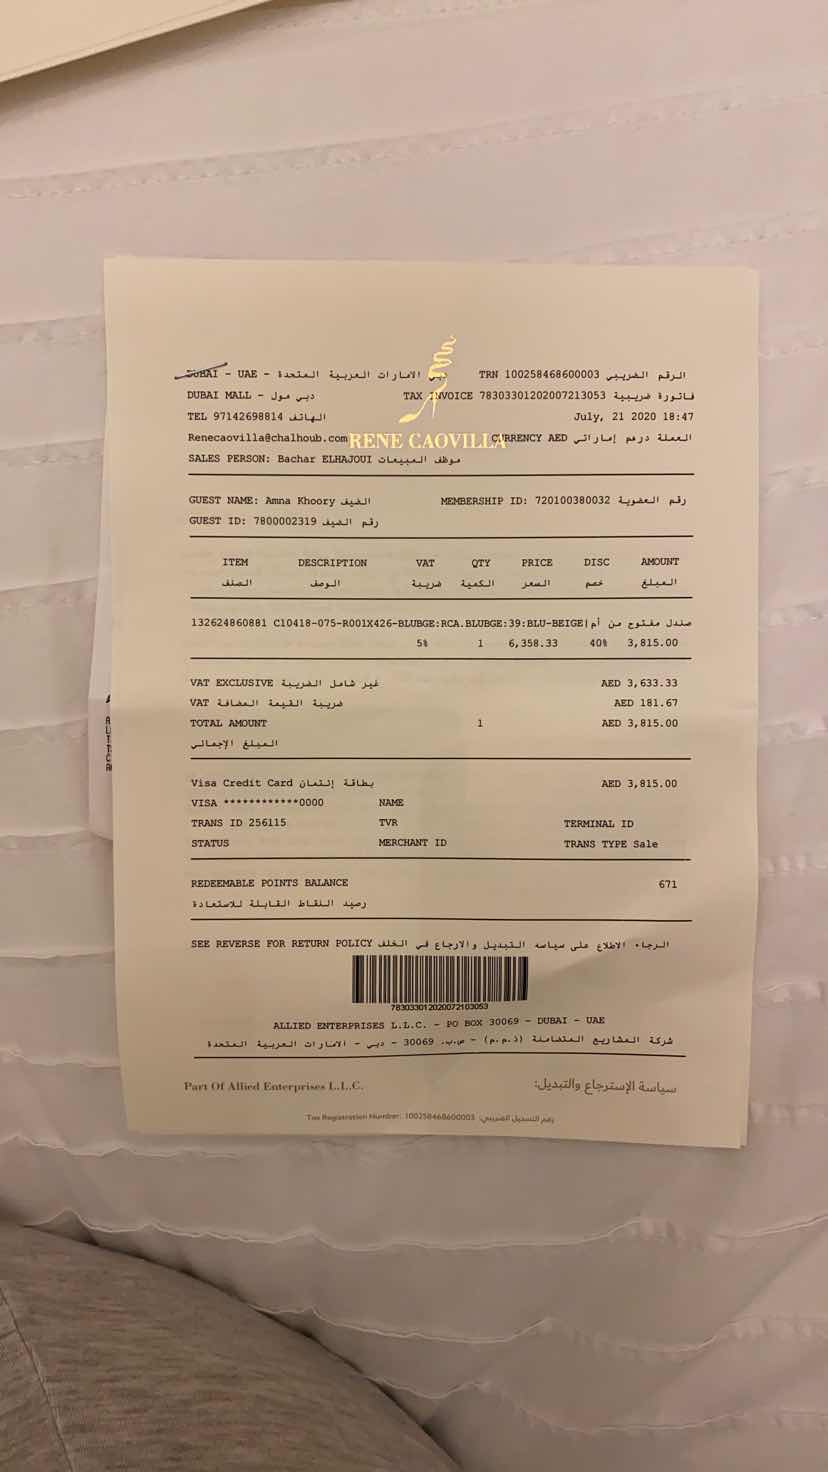 DUBAI - UAE - دبي الامارات العربية المتحدة TRN 100258468600003 الرقم الضريبي
DUBAI MALL - دبي مول TAX INVOICE 78303301202007213053 فاتورة ضريبية
TEL 97142698814 الهاتف July, 21 2020 18:47
Renecaovilla@chalhoub.com RENE CAOVILLA CURRENCY AED العملة درهم إماراتي
SALES PERSON: Bachar ELHAJOUI موظف المبيعات
GUEST NAME: Amna Khoory الضيف MEMBERSHIP ID: 720100380032 رقم العضوية
GUEST ID: 7800002319 رقم الضيف
ITEM DESCRIPTION VAT QTY PRICE DISC AMOUNT
الصنف الوصف ضريبة الكمية السعر خصم المبلغ
132624860881 C10418-075-R001X426-BLUBGE:RCA.BLUBGE:39:BLU-BEIGE|صندل مفتوح من أم
5% 1 6,358.33 40% 3,815.00
VAT EXCLUSIVE غير شامل الضريبة AED 3,633.33
VAT ضريبة القيمة المضافة AED 181.67
TOTAL AMOUNT 1 AED 3,815.00
المبلغ الإجمالي
Visa Credit Card بطاقة إئتمان AED 3,815.00
VISA ************0000 NAME
TRANS ID 256115 TVR TERMINAL ID
STATUS MERCHANT ID TRANS TYPE Sale
REDEEMABLE POINTS BALANCE 671
رصيد النقاط القابلة للاستعادة
SEE REVERSE FOR RETURN POLICY الرجاء الاطلاع على سياسه التبديل والارجاع في الخلف
78303301202007213053
ALLIED ENTERPRISES L.L.C. - PO BOX 30069 - DUBAI - UAE
شركة المشاريع المتضامنة (ذ.م.م) - ص.ب. 30069 - دبي - الامارات العربية المتحدة
Part Of Allied Enterprises L.L.C. سياسة الإسترجاع والتبديل:
Tax Registration Number: 100258468600003 رقم التسجيل الضريبي: